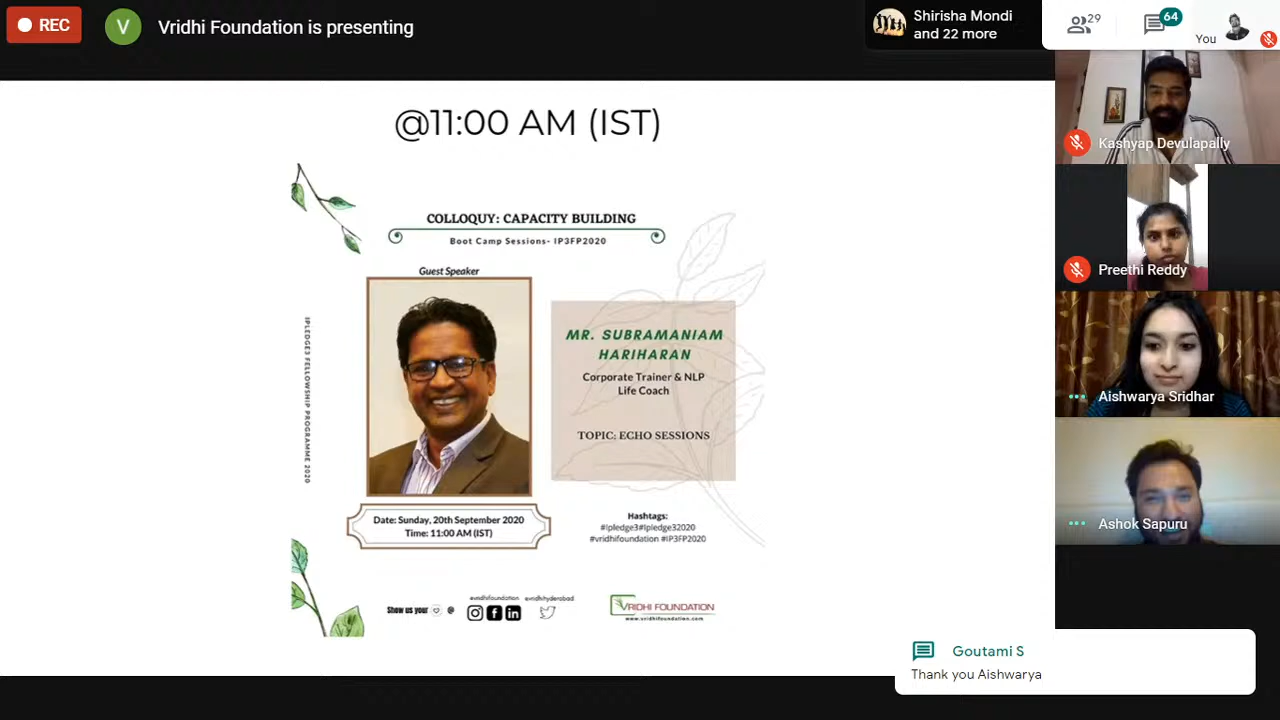 REC
V
Vridhi Foundation is presenting
Shirisha Mondi
and 22 more
29
64
You
@11:00 AM (IST)
COLLOQUY: CAPACITY BUILDING
Boot Camp Sessions- IP3FP2020
Guest Speaker
IPLEDGE3 FELLOWSHIP PROGRAMME 2020
MR. SUBRAMANIAM
HARIHARAN
Corporate Trainer & NLP
Life Coach
TOPIC: ECHO SESSIONS
Date: Sunday, 20th September 2020
Time: 11:00 AM (IST)
Hashtags:
#Ipledge3#Ipledge32020
#vridhifoundation #IP3FP2020
Show us your @
@vridhifoundation @vridhihyderabad
VRIDHI FOUNDATION
www.vridhifoundation.com
Kashyap Devulapally
Preethi Reddy
Aishwarya Sridhar
Ashok Sapuru
Goutami S
Thank you Aishwarya